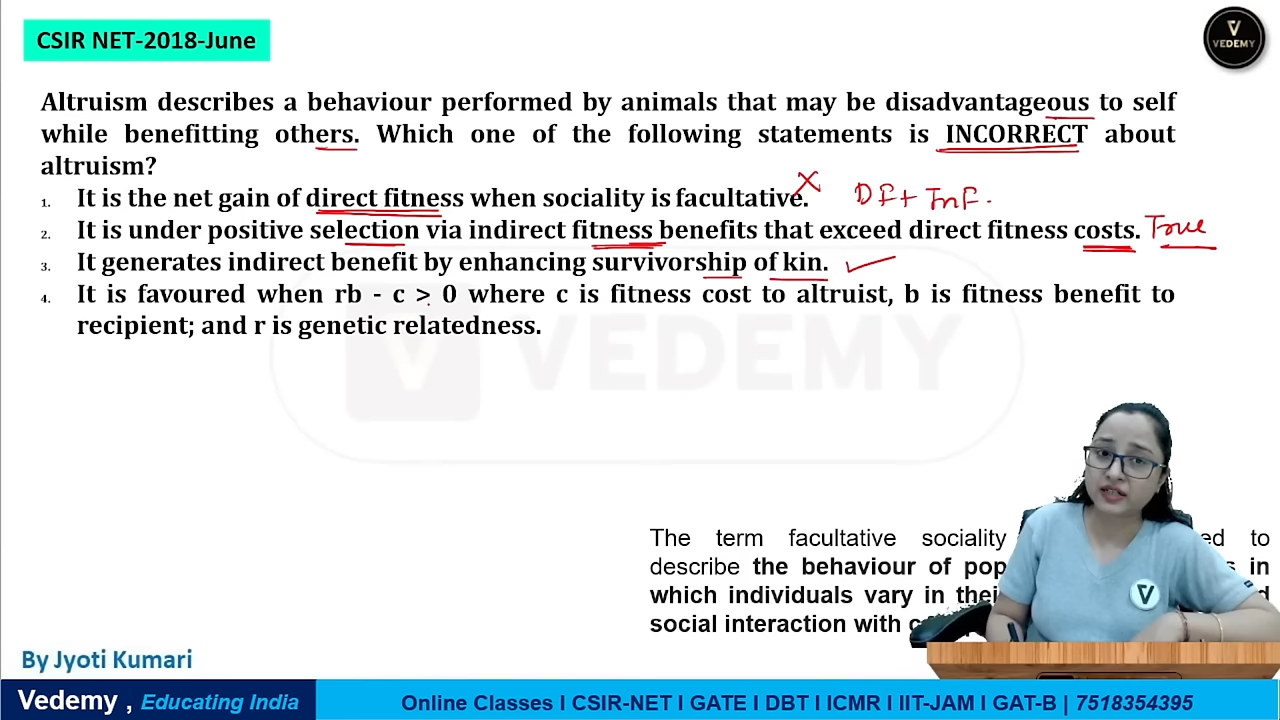 CSIR NET-2018-June
VEDEMY
Altruism describes a behaviour performed by animals that may be disadvantageous to self
while benefitting others. Which one of the following statements is INCORRECT about
altruism?
1. It is the net gain of direct fitness when sociality is facultative. X DF + InF.
2. It is under positive selection via indirect fitness benefits that exceed direct fitness costs. True
3. It generates indirect benefit by enhancing survivorship of kin.
4. It is favoured when rb - c > 0 where c is fitness cost to altruist, b is fitness benefit to
recipient; and r is genetic relatedness.
VEDEMY
The term facultative sociality ed to
describe the behaviour of in
which individuals vary in
social interaction with
By Jyoti Kumari
Vedemy , Educating India
Online Classes I CSIR-NET I GATE I DBT I ICMR I IIT-JAM I GAT-B | 7518354395